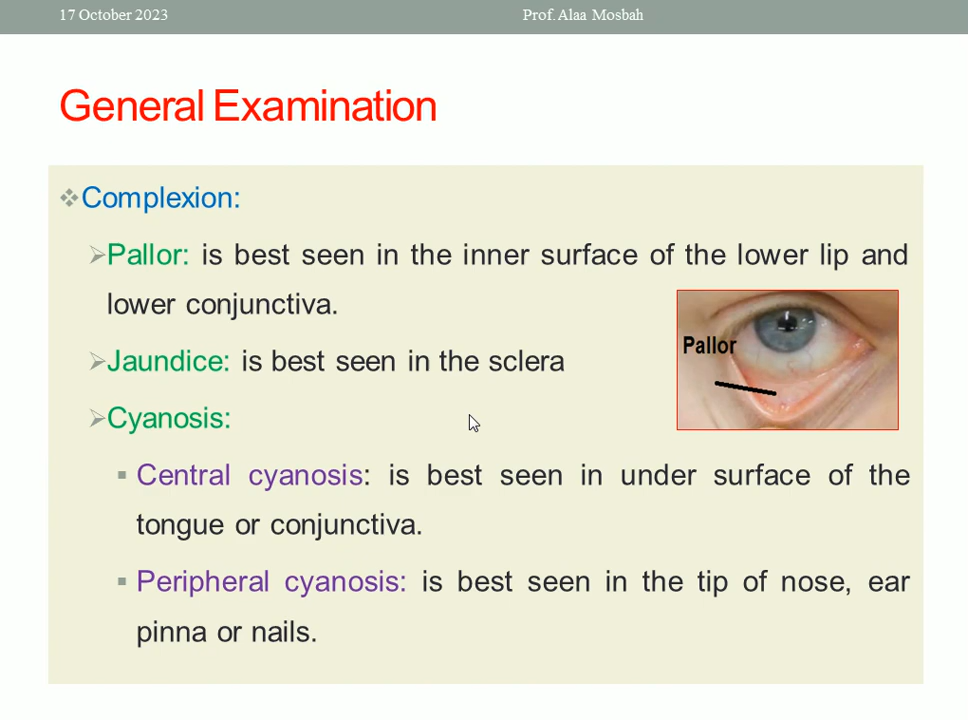 17 October 2023
Prof. Alaa Mosbah
General Examination
Complexion:
Pallor: is best seen in the inner surface of the lower lip and
lower conjunctiva.
Pallor
Jaundice: is best seen in the sclera
Cyanosis:
Central cyanosis: is best seen in under surface of the
tongue or conjunctiva.
Peripheral cyanosis: is best seen in the tip of nose, ear
pinna or nails.